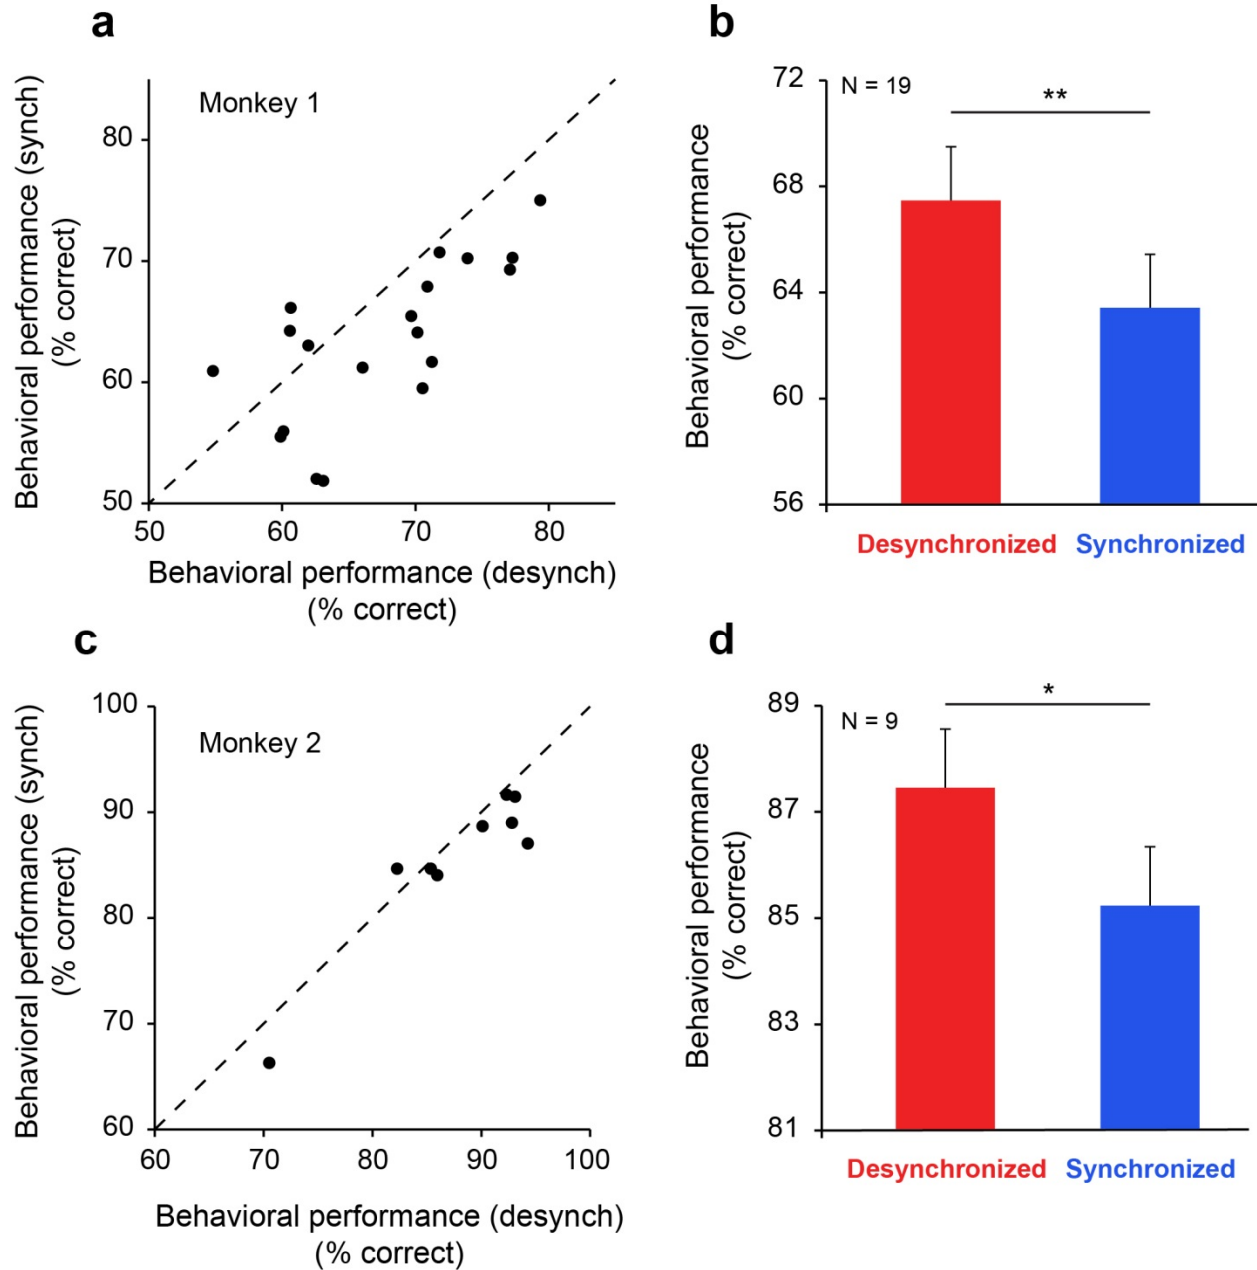 a
Monkey 1
Behavioral performance (synch)
(% correct)
80
70
60
50
50 60 70 80
Behavioral performance (desynch)
(% correct)
b
N = 19
**
Behavioral performance
(% correct)
72
68
64
60
56
Desynchronized Synchronized
c
Monkey 2
Behavioral performance (synch)
(% correct)
100
90
80
70
60
60 70 80 90 100
Behavioral performance (desynch)
(% correct)
d
N = 9
*
Behavioral performance
(% correct)
89
87
85
83
81
Desynchronized Synchronized